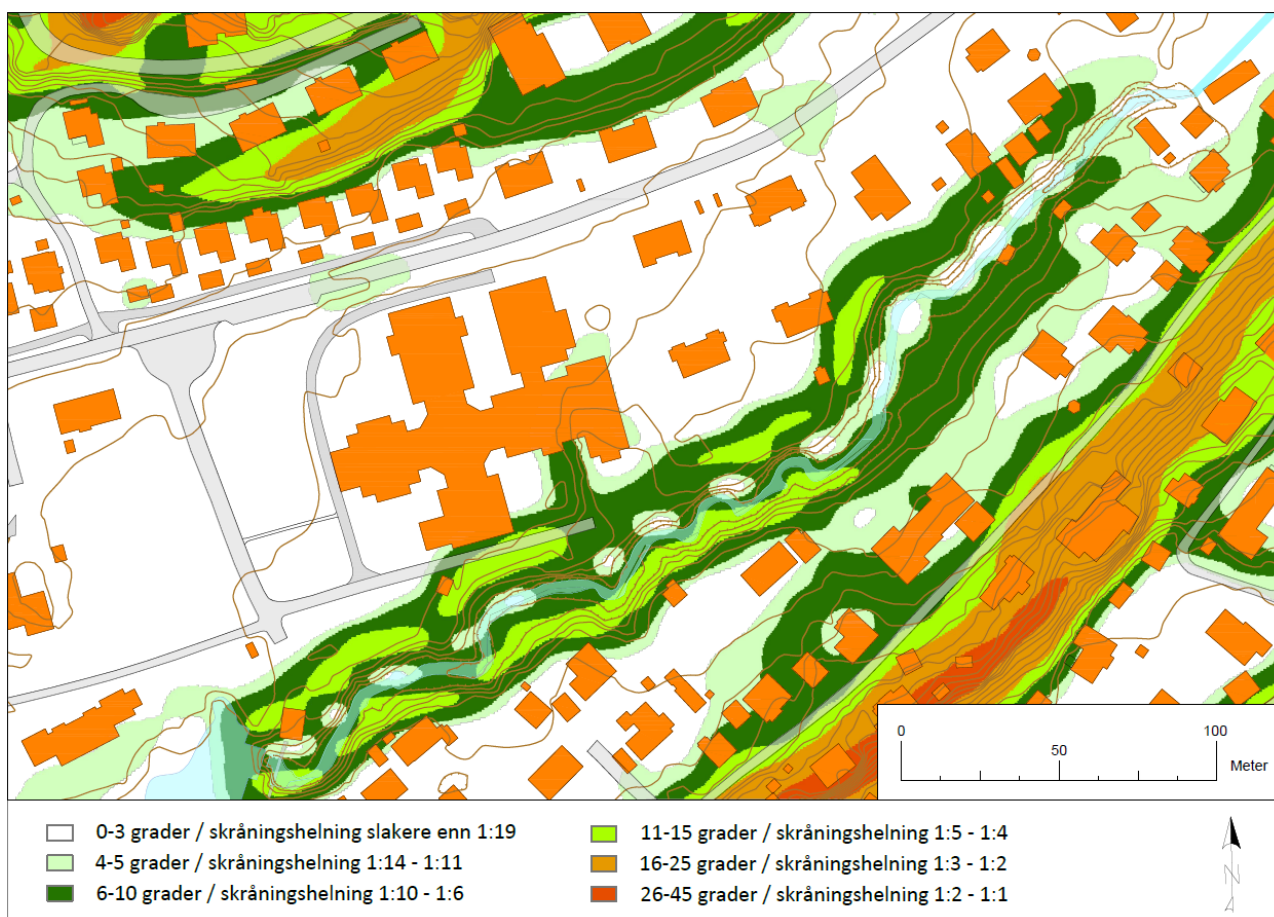 0
50
100
Meter
0-3 grader / skråningshelning slakere enn 1:19
4-5 grader / skråningshelning 1:14 - 1:11
6-10 grader / skråningshelning 1:10 - 1:6
11-15 grader / skråningshelning 1:5 - 1:4
16-25 grader / skråningshelning 1:3 - 1:2
26-45 grader / skråningshelning 1:2 - 1:1
N